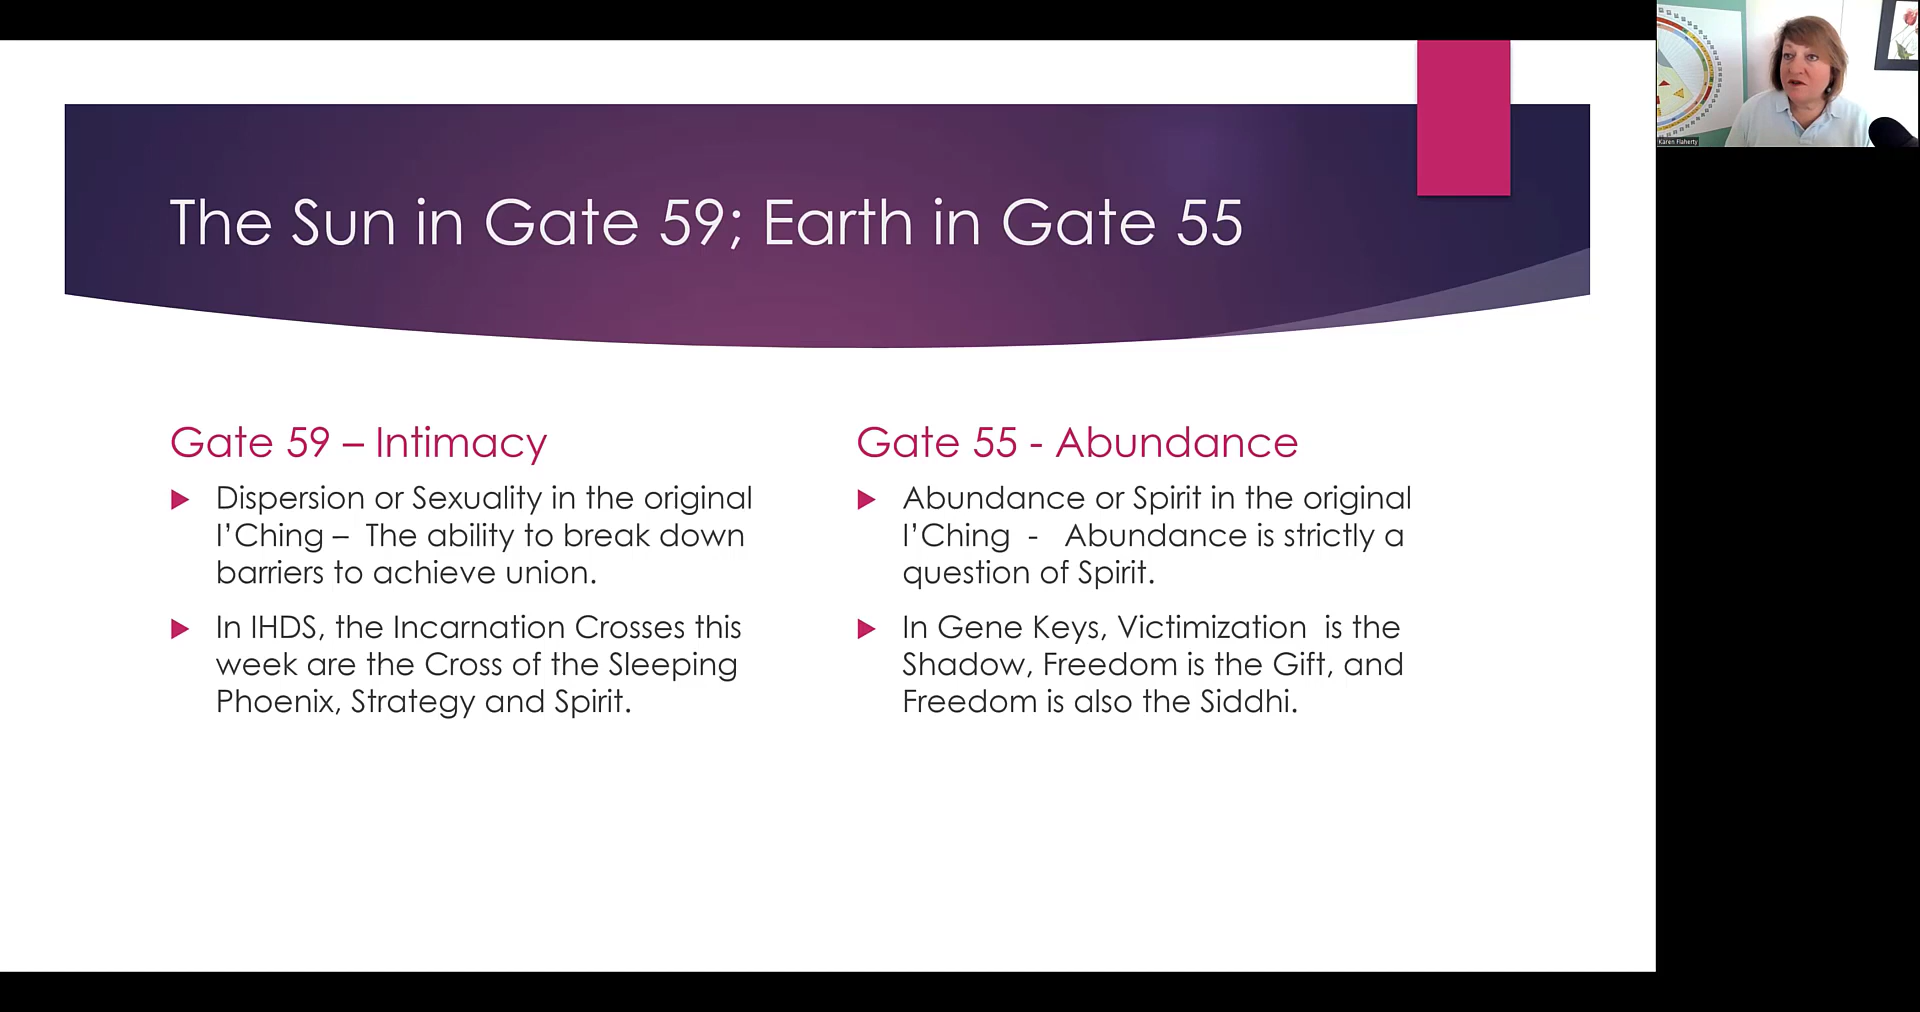 The Sun in Gate 59; Earth in Gate 55
Gate 59 – Intimacy
Dispersion or Sexuality in the original
I'Ching – The ability to break down
barriers to achieve union.
In IHDS, the Incarnation Crosses this
week are the Cross of the Sleeping
Phoenix, Strategy and Spirit.
Gate 55 - Abundance
Abundance or Spirit in the original
I'Ching - Abundance is strictly a
question of Spirit.
In Gene Keys, Victimization is the
Shadow, Freedom is the Gift, and
Freedom is also the Siddhi.
Karen Flaherty